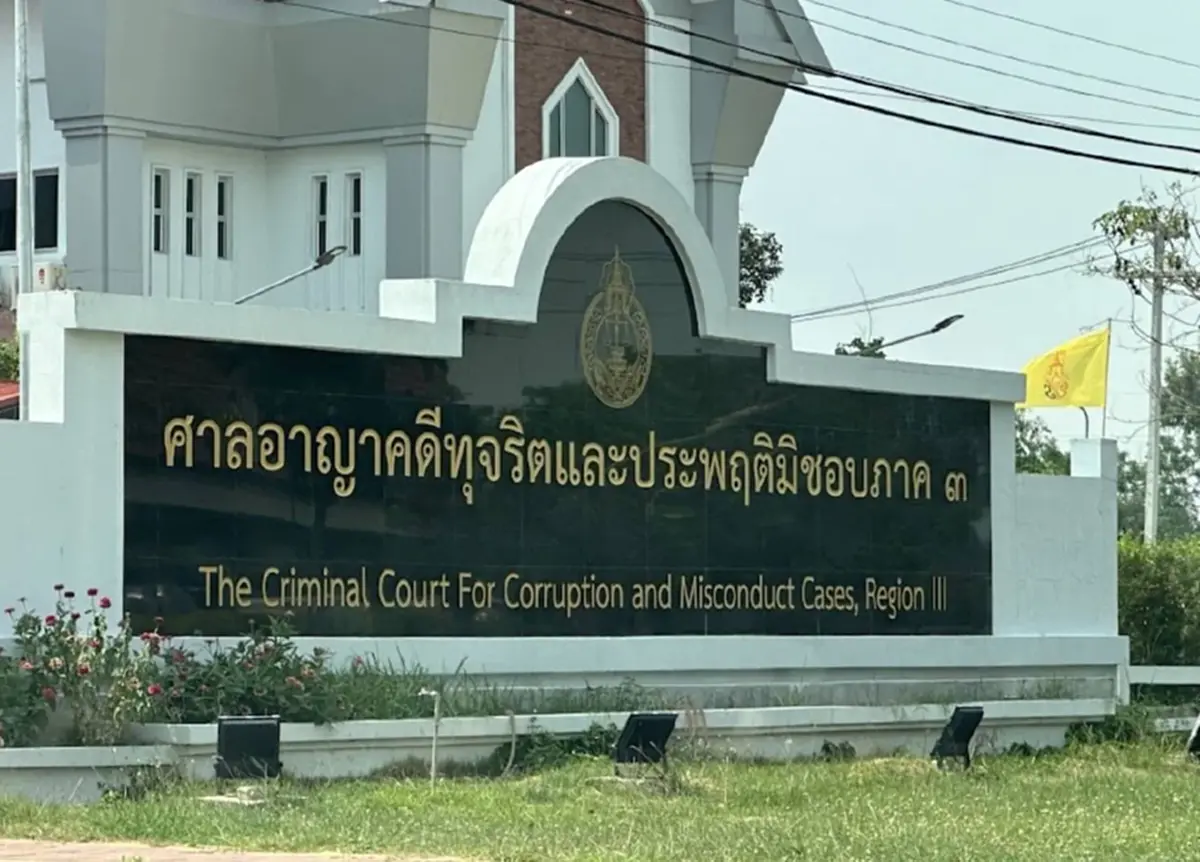 ศาลอาญาคดีทุจริตและประพฤติมิชอบภาค ๓
The Criminal Court For Corruption and Misconduct Cases, Region III